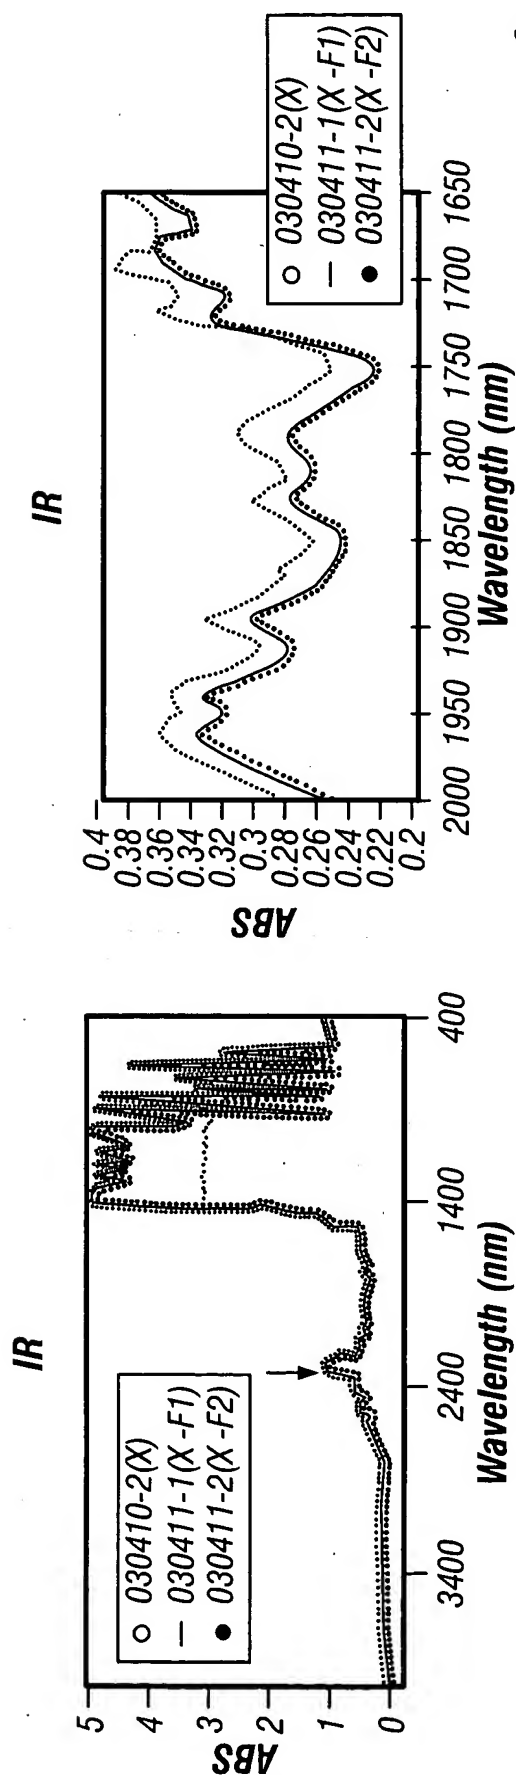 IR
5
4
3
2
1
0
ABS
3400
2400
1400
400
Wavelength (nm)
030410-2(X)
030411-1(X -F1)
030411-2(X -F2)
IR
0.4
0.38
0.36
0.34
0.32
0.3
0.28
0.26
0.24
0.22
0.2
ABS
2000
1950
1900
1850
1800
1750
1700
1650
Wavelength (nm)
030410-2(X)
030411-1(X -F1)
030411-2(X -F2)